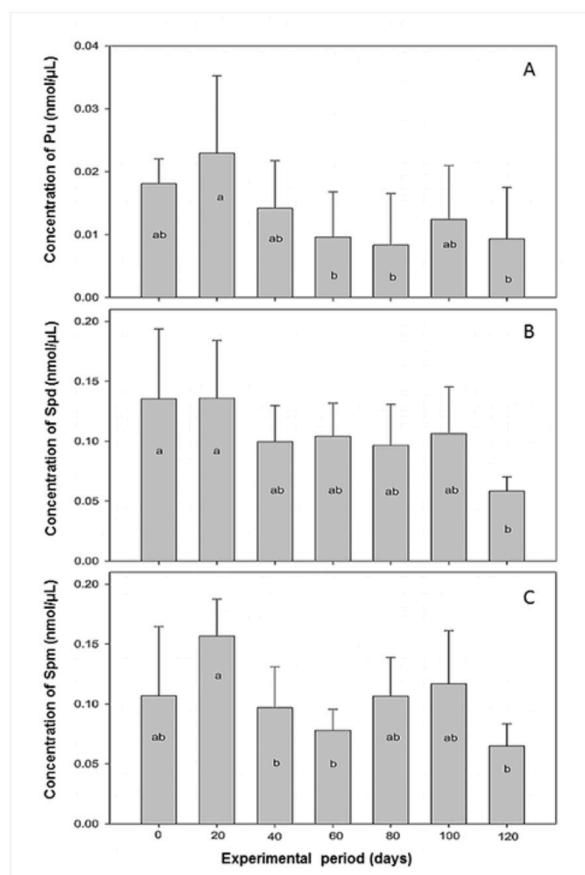 Concentration of Pu (nmol/µL)
0.04
0.03
0.02
0.01
0.00
A
ab
a
ab
b
b
ab
b
Concentration of Spd (nmol/µL)
0.20
0.15
0.10
0.05
0.00
B
a
a
ab
ab
ab
ab
b
Concentration of Spm (nmol/µL)
0.20
0.15
0.10
0.05
0.00
C
ab
a
b
b
ab
ab
b
0 20 40 60 80 100 120
Experimental period (days)